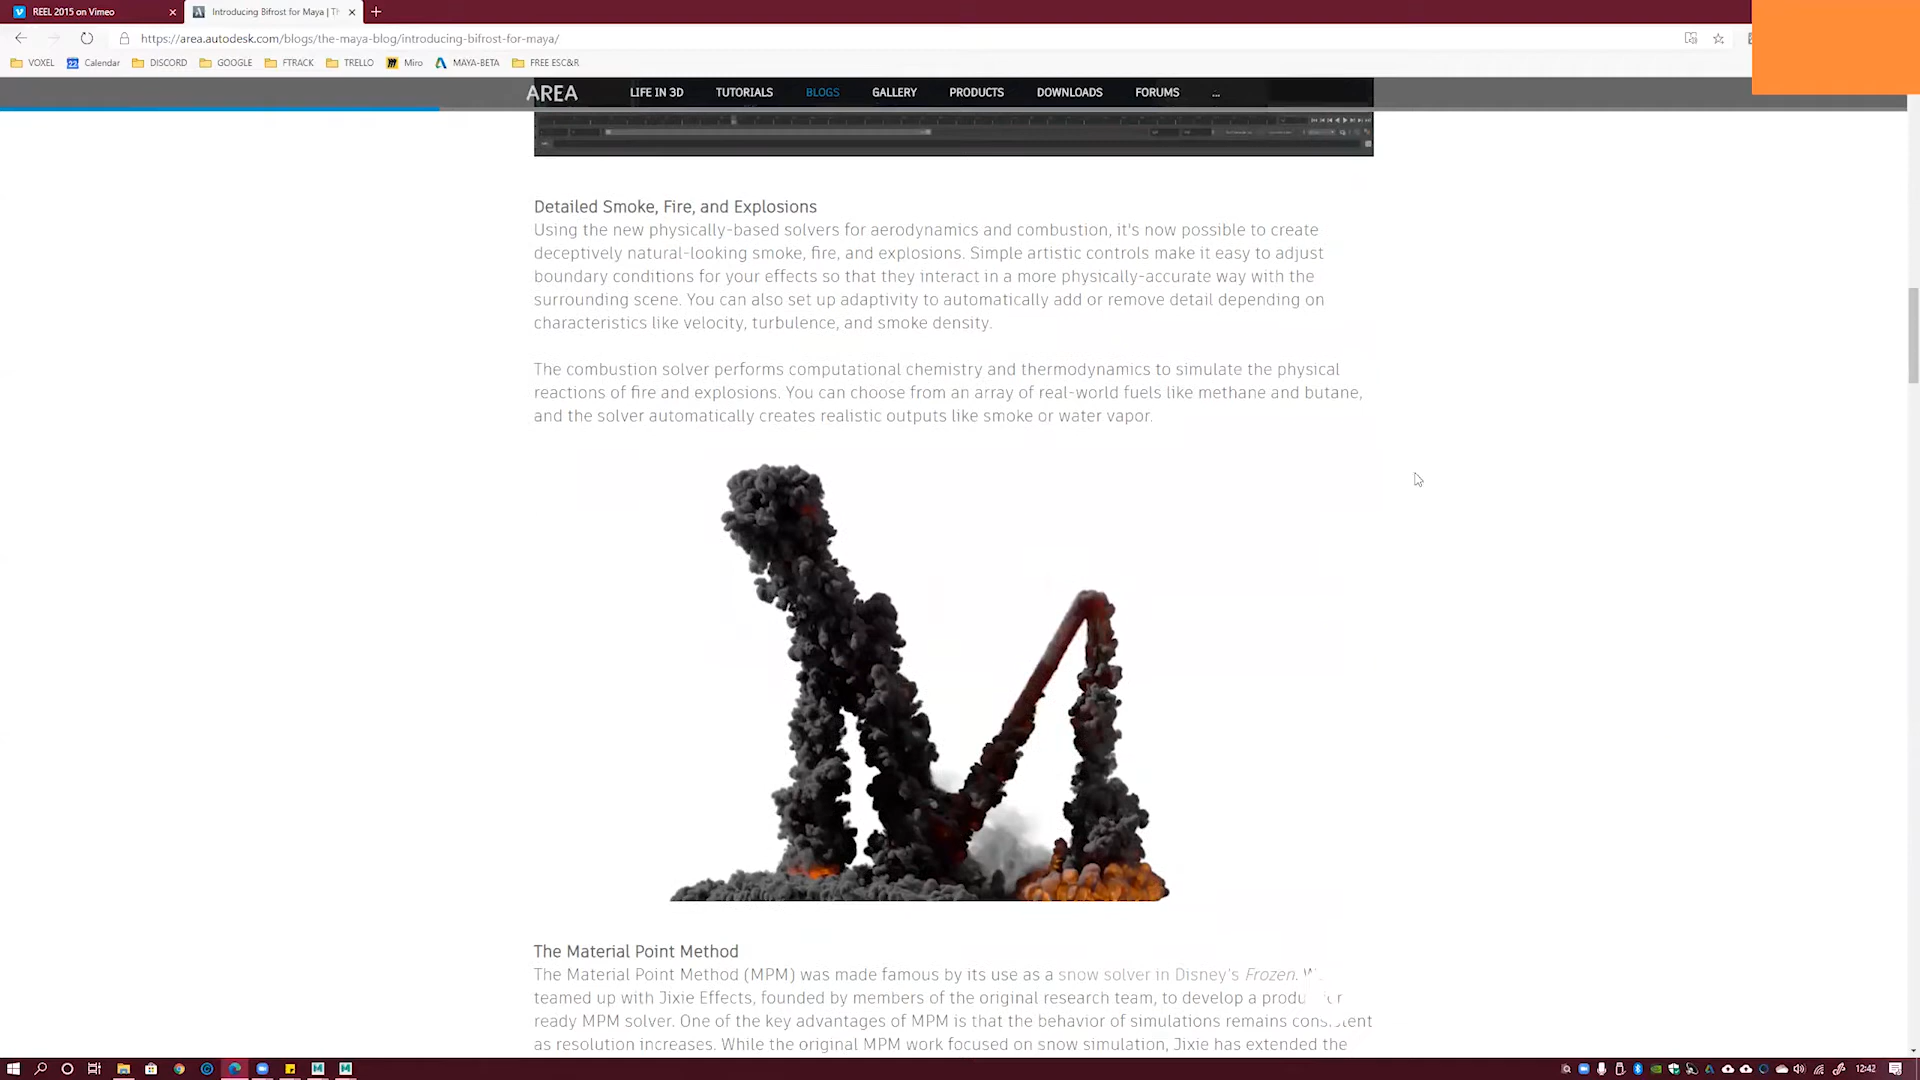 REEL 2015 on Vimeo
Introducing Bifrost for Maya | Th
https://area.autodesk.com/blogs/the-maya-blog/introducing-bifrost-for-maya/
VOXEL Calendar DISCORD GOOGLE FTRACK TRELLO Miro MAYA-BETA FREE ESC&R
AREA LIFE IN 3D TUTORIALS BLOGS GALLERY PRODUCTS DOWNLOADS FORUMS ...
Detailed Smoke, Fire, and Explosions
Using the new physically-based solvers for aerodynamics and combustion, it's now possible to create
deceptively natural-looking smoke, fire, and explosions. Simple artistic controls make it easy to adjust
boundary conditions for your effects so that they interact in a more physically-accurate way with the
surrounding scene. You can also set up adaptivity to automatically add or remove detail depending on
characteristics like velocity, turbulence, and smoke density.
The combustion solver performs computational chemistry and thermodynamics to simulate the physical
reactions of fire and explosions. You can choose from an array of real-world fuels like methane and butane,
and the solver automatically creates realistic outputs like smoke or water vapor.
The Material Point Method
The Material Point Method (MPM) was made famous by its use as a snow solver in Disney's Frozen.
teamed up with Jixie Effects, founded by members of the original research team, to develop a
ready MPM solver. One of the key advantages of MPM is that the behavior of simulations remains consistent
as resolution increases. While the original MPM work focused on snow simulation, Jixie has extended the
12:42